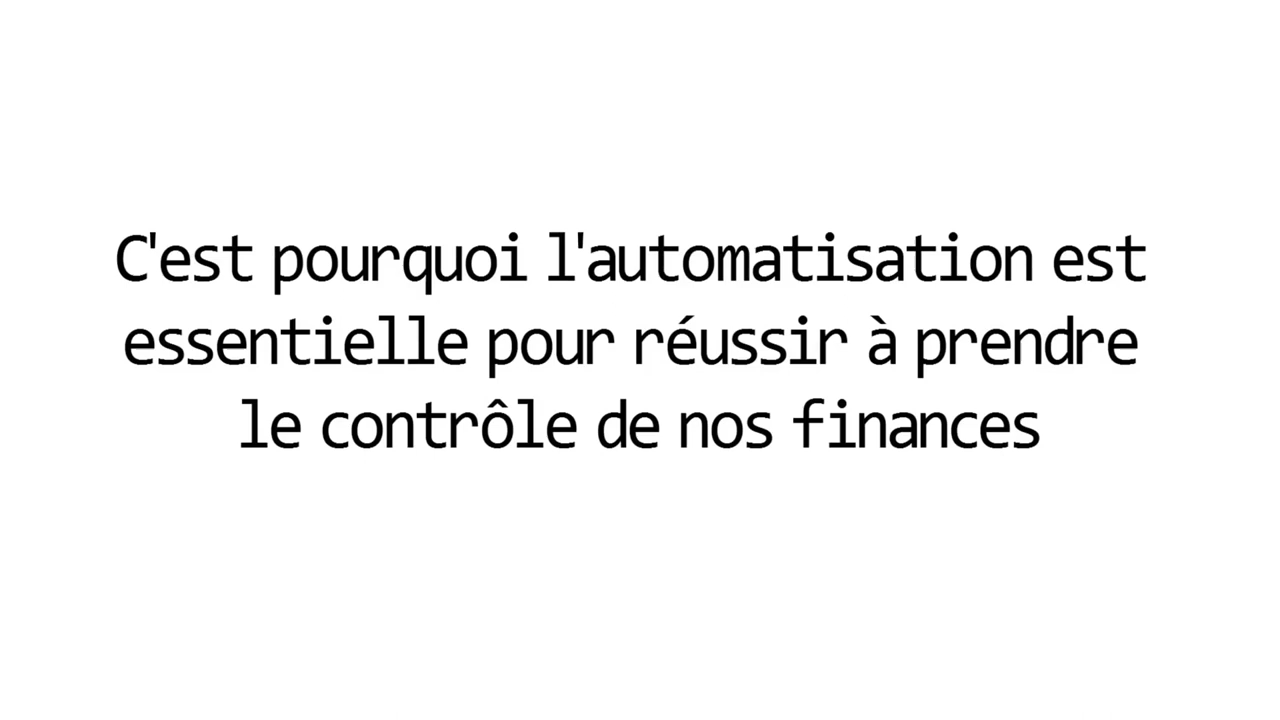 C'est pourquoi l'automatisation est
essentielle pour réussir à prendre
le contrôle de nos finances